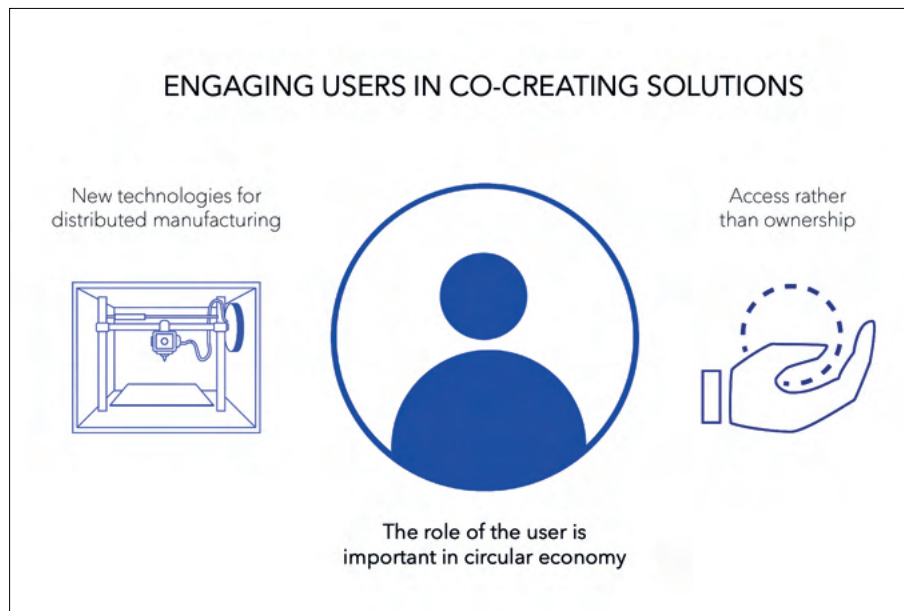 ENGAGING USERS IN CO-CREATING SOLUTIONS
New technologies for
distributed manufacturing
Access rather
than ownership
The role of the user is
important in circular economy